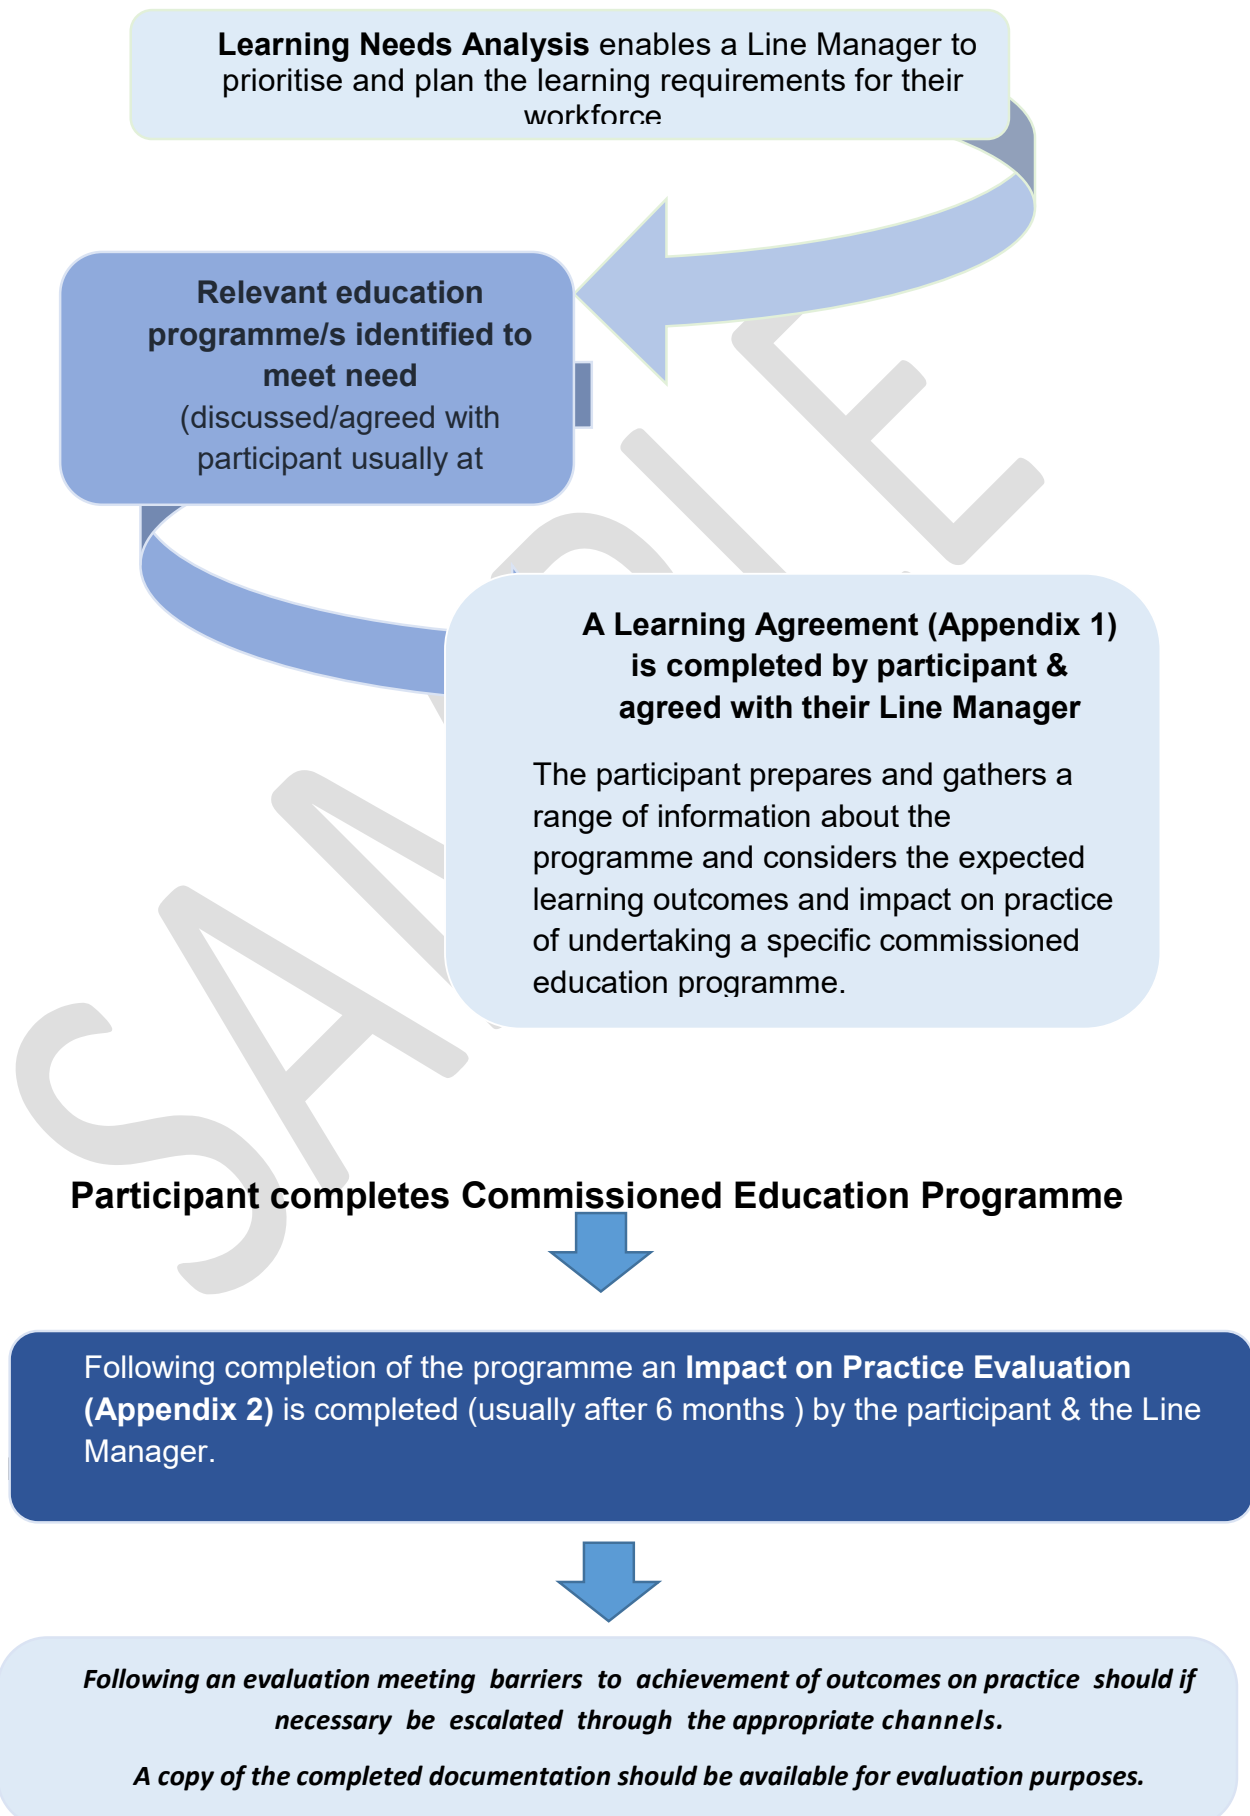 Learning Needs Analysis enables a Line Manager to
prioritise and plan the learning requirements for their
workforce
Relevant education
programme/s identified to
meet need
(discussed/agreed with
participant usually at
A Learning Agreement (Appendix 1)
is completed by participant &
agreed with their Line Manager
The participant prepares and gathers a
range of information about the
programme and considers the expected
learning outcomes and impact on practice
of undertaking a specific commissioned
education programme.
SAMPLE
Participant completes Commissioned Education Programme
Following completion of the programme an Impact on Practice Evaluation
(Appendix 2) is completed (usually after 6 months ) by the participant & the Line
Manager.
Following an evaluation meeting barriers to achievement of outcomes on practice should if
necessary be escalated through the appropriate channels.
A copy of the completed documentation should be available for evaluation purposes.